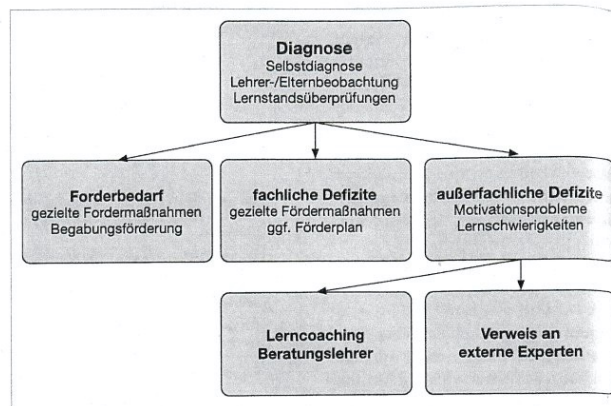 Diagnose
Selbstdiagnose
Lehrer-/Elternbeobachtung
Lernstandsüberprüfungen
Forderbedarf
gezielte Fordermaßnahmen
Begabungsförderung
fachliche Defizite
gezielte Fördermaßnahmen
ggf. Förderplan
außerfachliche Defizite
Motivationsprobleme
Lernschwierigkeiten
Lerncoaching
Beratungslehrer
Verweis an
externe Experten